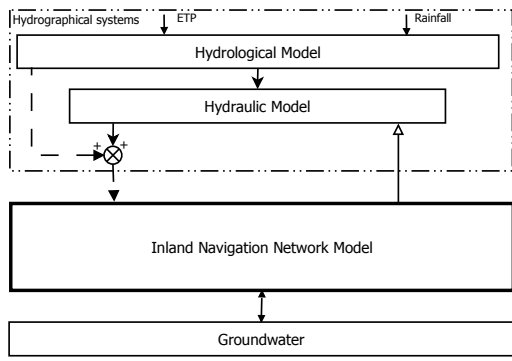 Hydrographical systems
ETP
Rainfall
Hydrological Model
Hydraulic Model
+
+
Inland Navigation Network Model
Groundwater